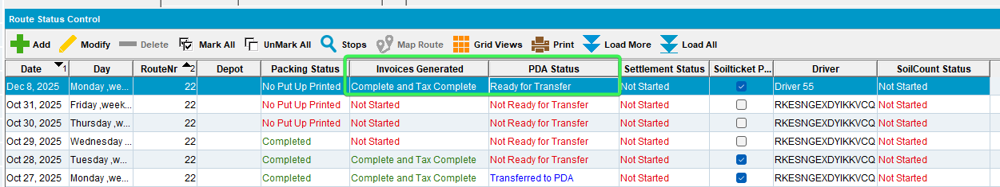 Route Status Control
Add Modify Delete Mark All UnMark All Stops Map Route Grid Views Print Load More Load All
Date 1 Day RouteNr 2 Depot Packing Status Invoices Generated PDA Status Settlement Status Soilticket P... Driver SoilCount Status
Dec 8, 2025 Monday ,we... 22 No Put Up Printed Complete and Tax Complete Ready for Transfer Not Started Driver 55 Not Started
Oct 31, 2025 Friday ,week... 22 No Put Up Printed Not Started Not Ready for Transfer Not Started RKESNGEXDYIKKVCQ Not Started
Oct 30, 2025 Thursday ,w... 22 No Put Up Printed Not Started Not Ready for Transfer Not Started RKESNGEXDYIKKVCQ Not Started
Oct 29, 2025 Wednesday ... 22 Completed Not Started Not Ready for Transfer Not Started RKESNGEXDYIKKVCQ Not Started
Oct 28, 2025 Tuesday ,we... 22 Completed Complete and Tax Complete Not Ready for Transfer Not Started RKESNGEXDYIKKVCQ Not Started
Oct 27, 2025 Monday ,we... 22 Completed Complete and Tax Complete Transferred to PDA Not Started RKESNGEXDYIKKVCQ Not Started